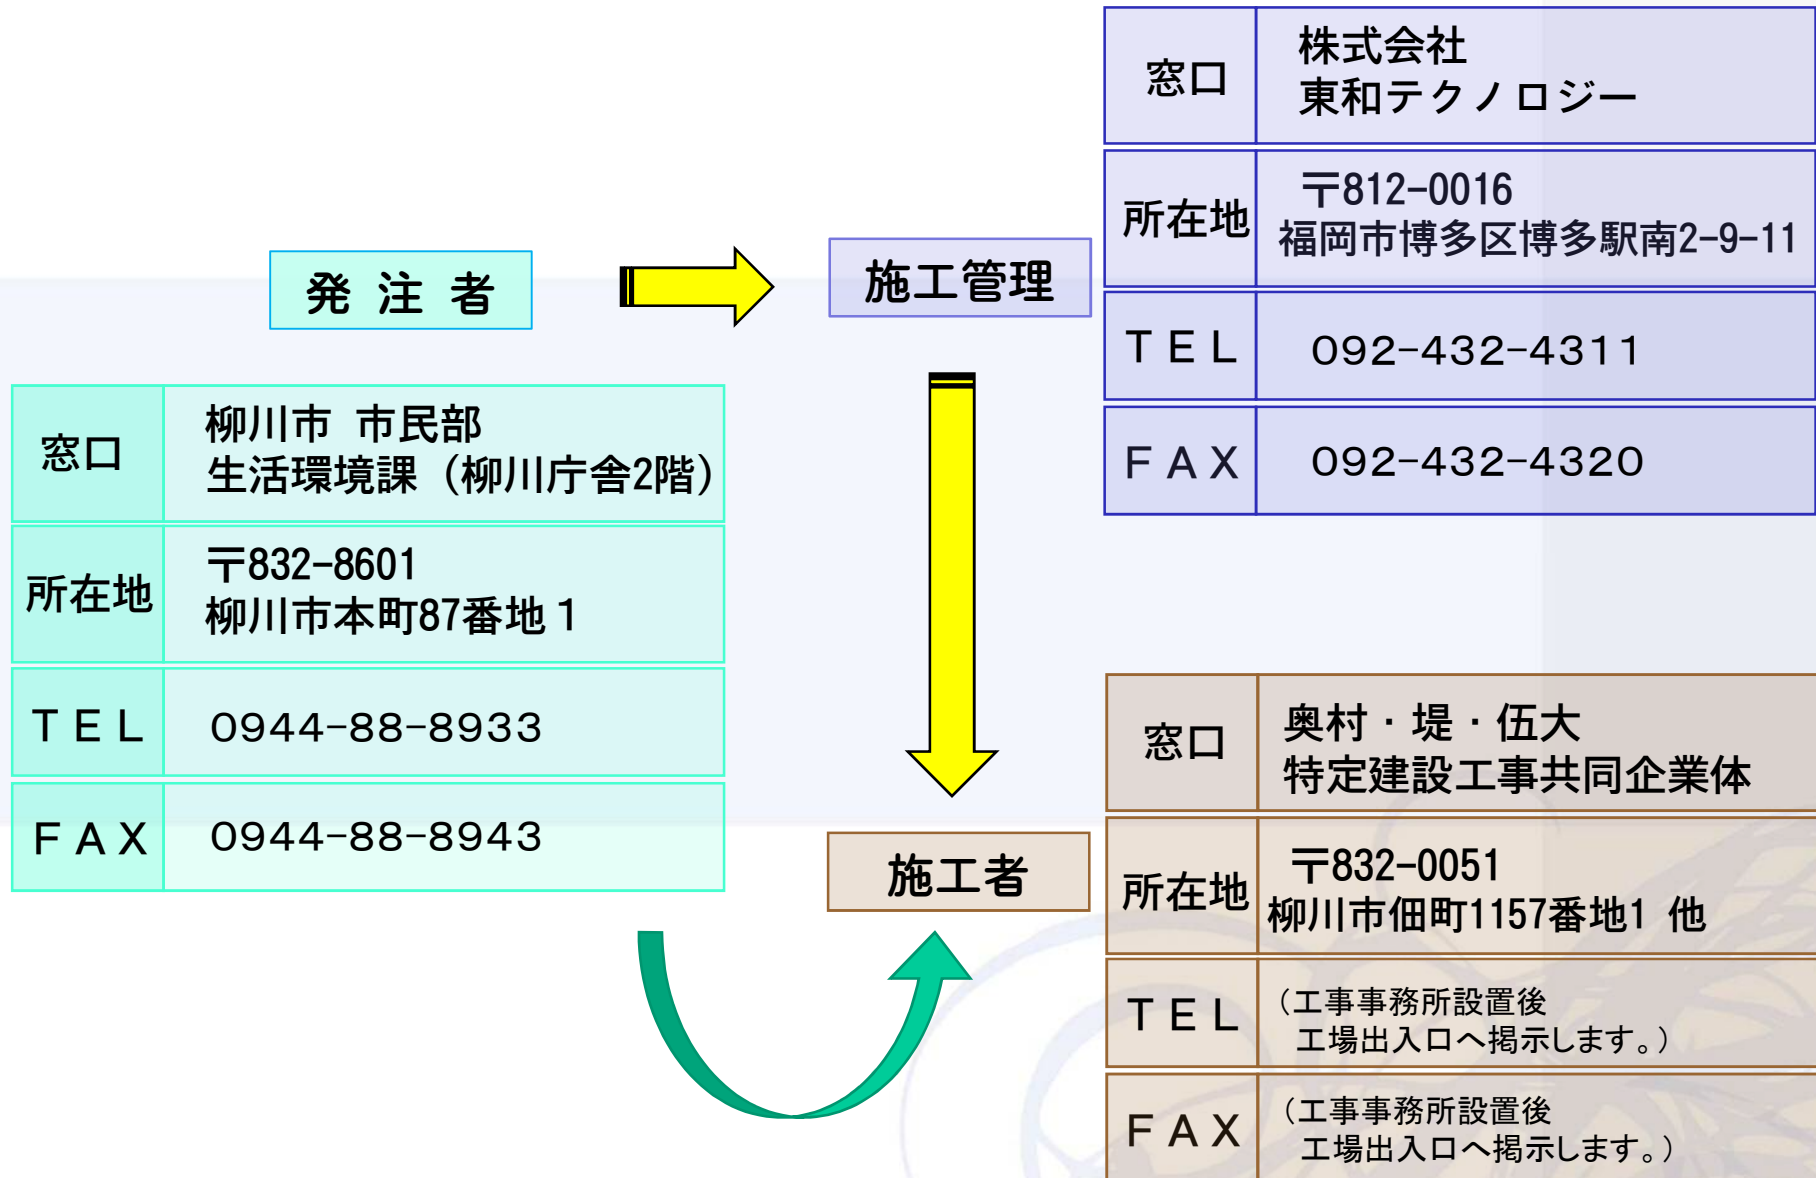 発 注 者
窓口
柳川市 市民部
生活環境課（柳川庁舎2階）
所在地
〒832-8601
柳川市本町87番地１
ＴＥＬ
0944-88-8933
ＦＡＸ
0944-88-8943
施工管理
窓口
株式会社
東和テクノロジー
所在地
〒812-0016
福岡市博多区博多駅南2-9-11
ＴＥＬ
092-432-4311
ＦＡＸ
092-432-4320
施工者
窓口
奥村・堤・伍大
特定建設工事共同企業体
所在地
〒832-0051
柳川市佃町1157番地1 他
ＴＥＬ
（工事事務所設置後
工場出入口へ掲示します。）
ＦＡＸ
（工事事務所設置後
工場出入口へ掲示します。）